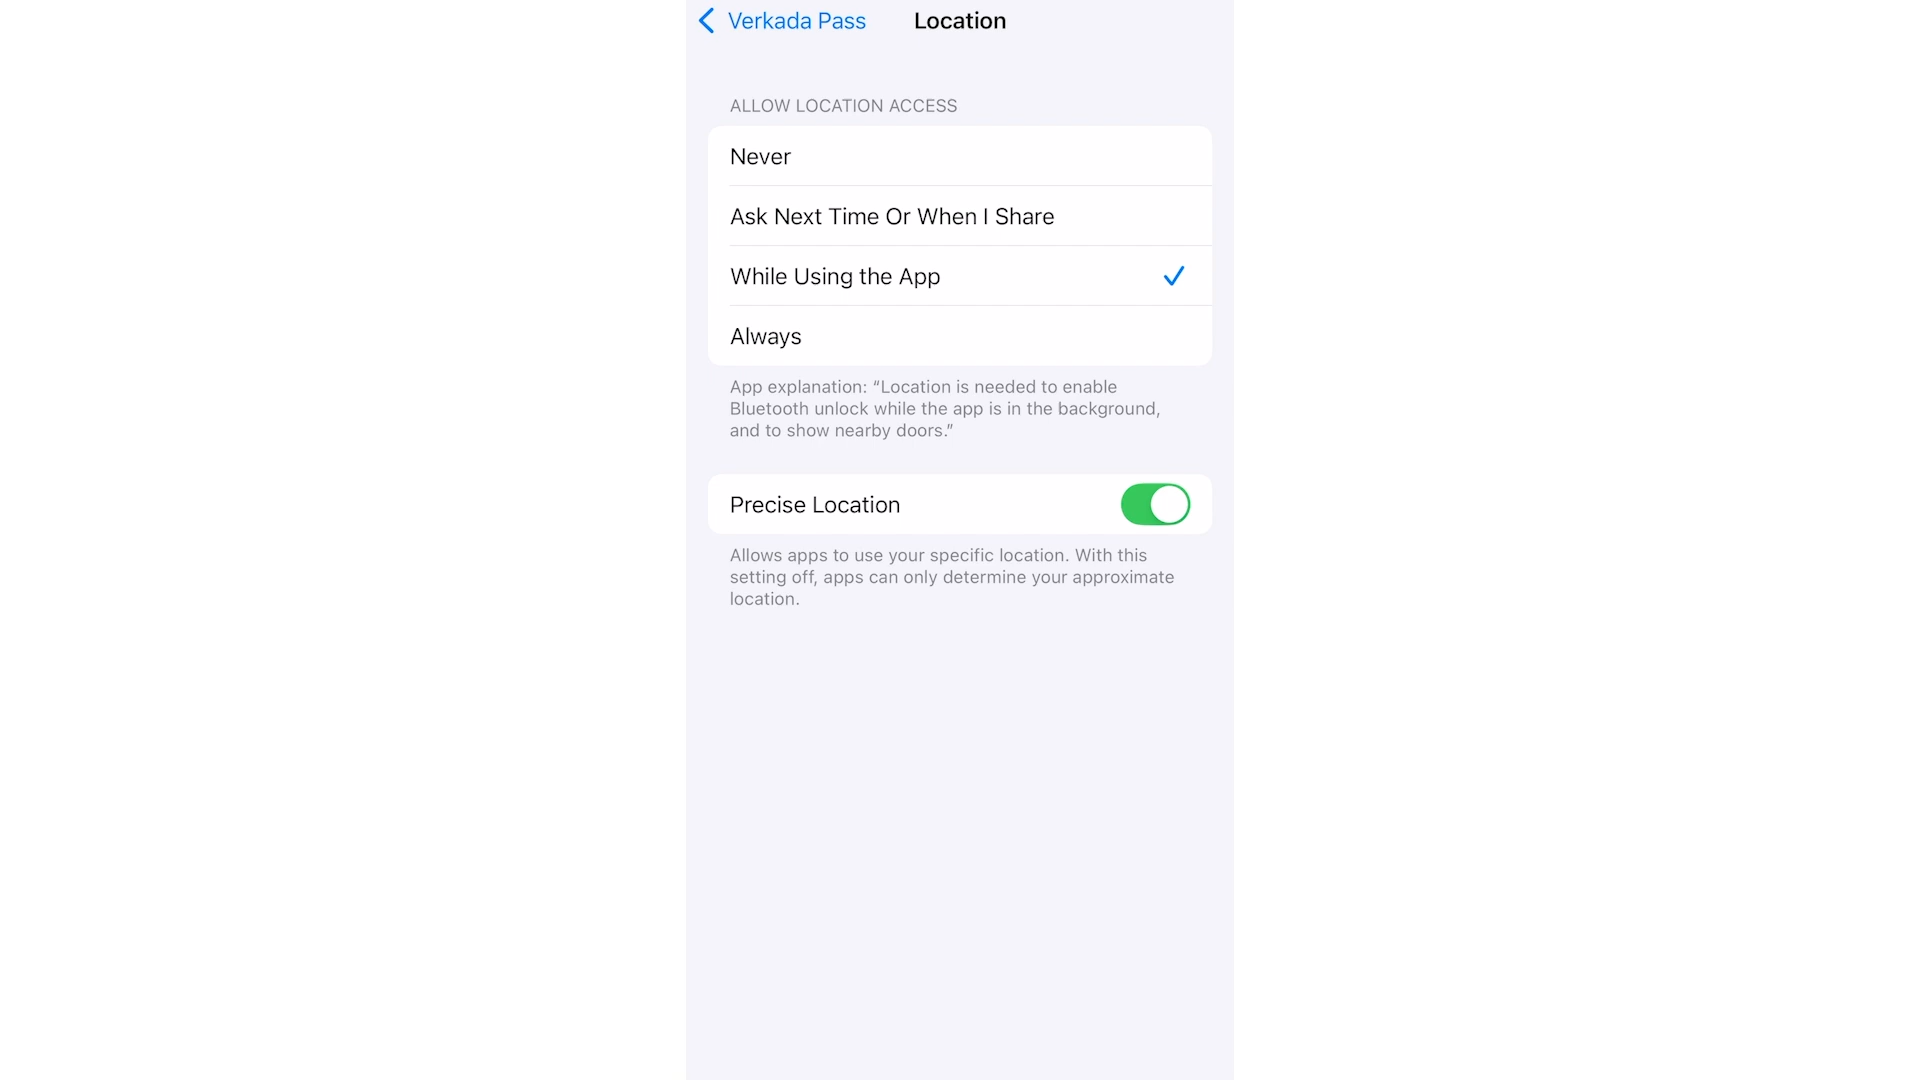 Verkada Pass
Location
ALLOW LOCATION ACCESS
Never
Ask Next Time Or When I Share
While Using the App
Always
App explanation: “Location is needed to enable
Bluetooth unlock while the app is in the background,
and to show nearby doors.”
Precise Location
Allows apps to use your specific location. With this
setting off, apps can only determine your approximate
location.